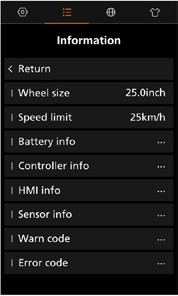 Information
< Return
| Wheel size 25.0inch
| Speed limit 25km/h
| Battery info ...
| Controller info ...
| HMI info ...
| Sensor info ...
| Warn code ...
| Error code ...